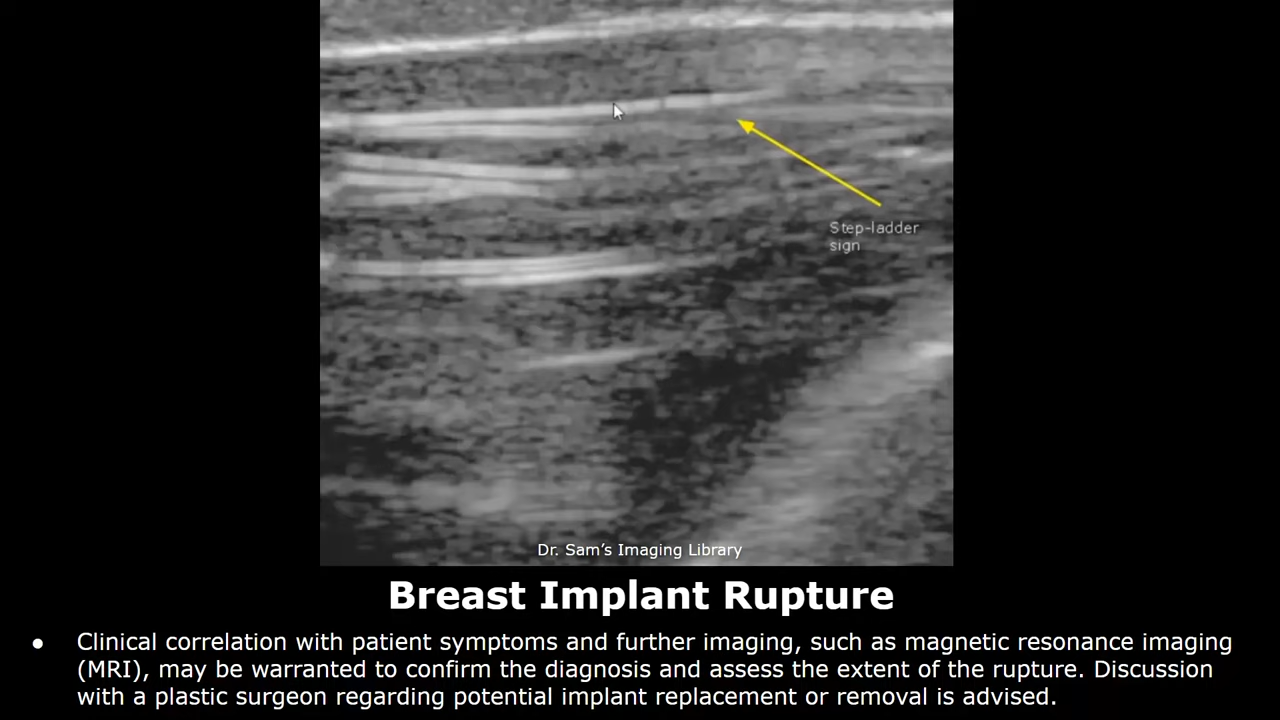 Step-ladder
sign
Dr. Sam’s Imaging Library
Breast Implant Rupture
● Clinical correlation with patient symptoms and further imaging, such as magnetic resonance imaging
(MRI), may be warranted to confirm the diagnosis and assess the extent of the rupture. Discussion
with a plastic surgeon regarding potential implant replacement or removal is advised.